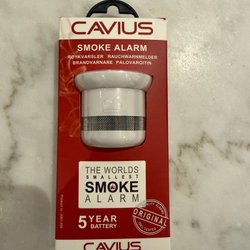 CAVIUS
SMOKE ALARM
RØYKVARSLER RAUCHWARNMELDER
BRANDVARNARE PALOVAROITIN
THE WORLDS
SMALLEST
SMOKE
ALARM
5 YEAR
BATTERY
ORIGINAL
CAVIUS